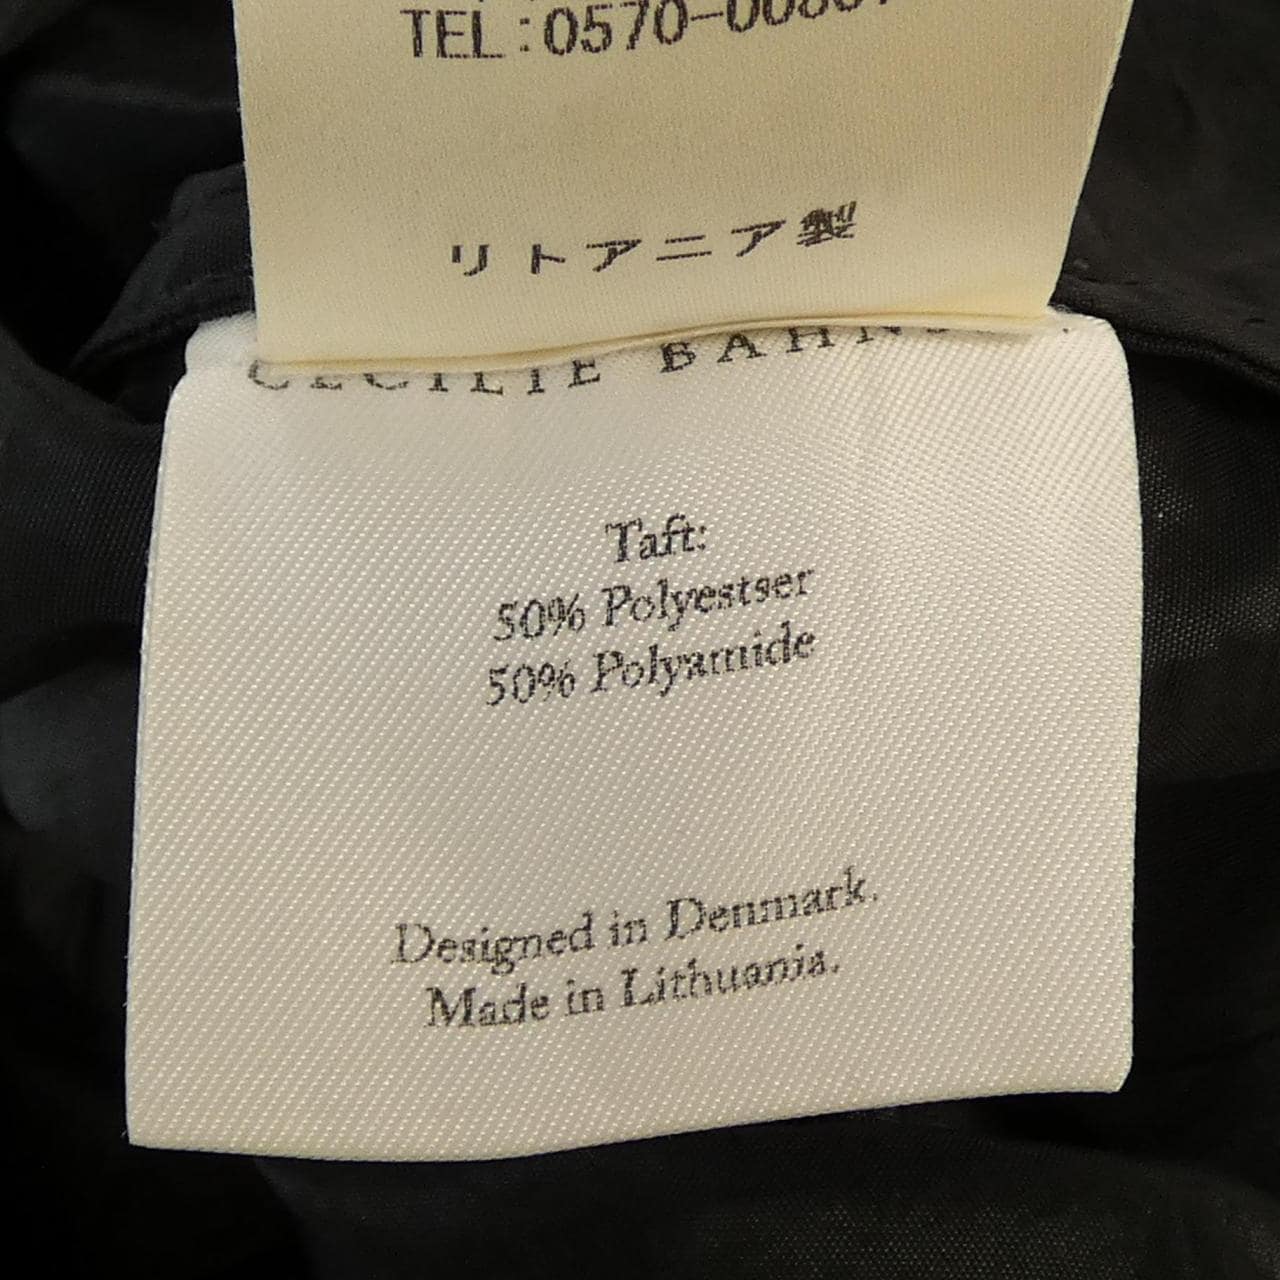 TEL:0570-00
リトアニア製
CECILIE BAHN
Taft:
50% Polyestser
50% Polyamide
Designed in Denmark.
Made in Lithuania.